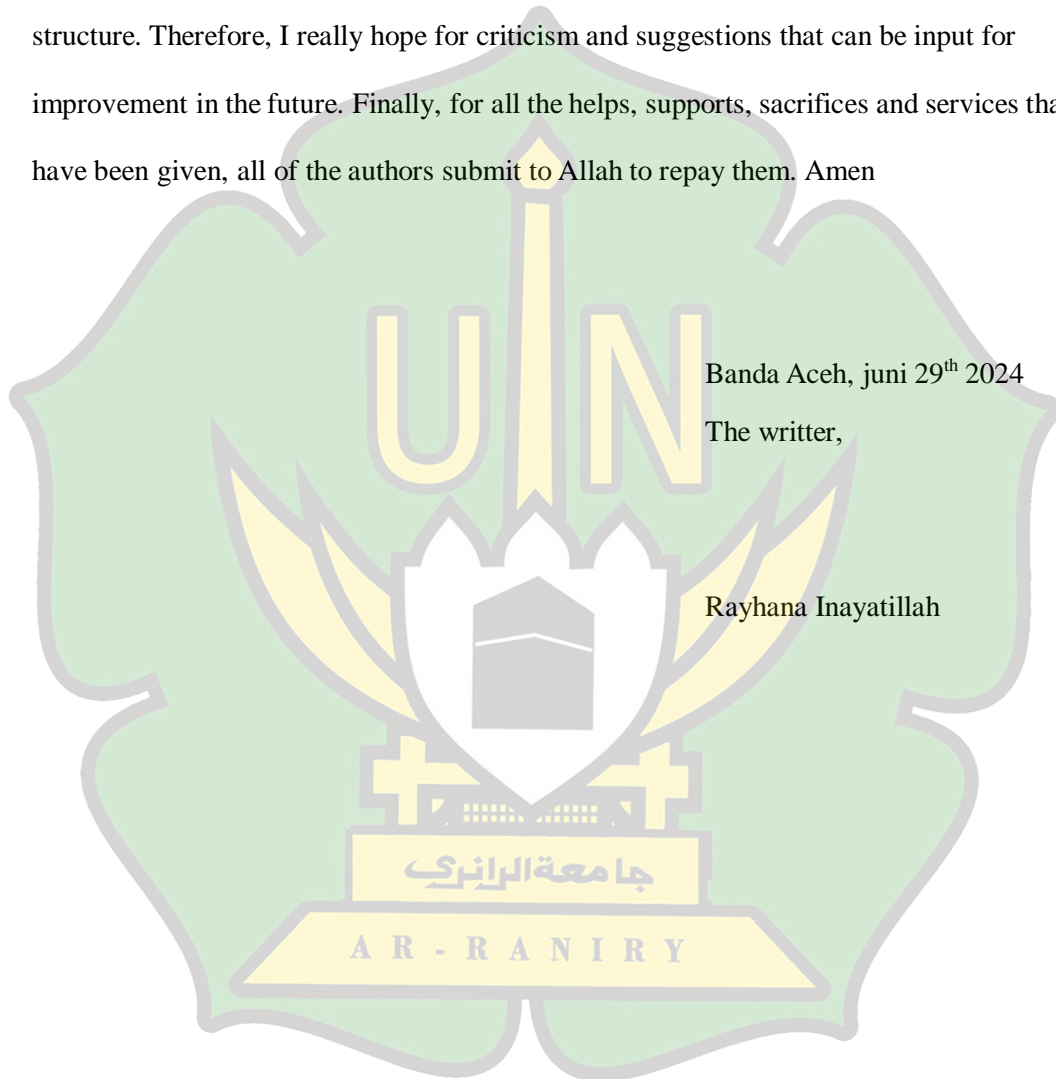 structure. Therefore, I really hope for criticism and suggestions that can be input for
improvement in the future. Finally, for all the helps, supports, sacrifices and services
have been given, all of the authors submit to Allah to repay them. Amen
U I N
Banda Aceh, juni 29th 2024
The writter,
Rayhana Inayatillah
جامعة الرانري
AR-RANIRY